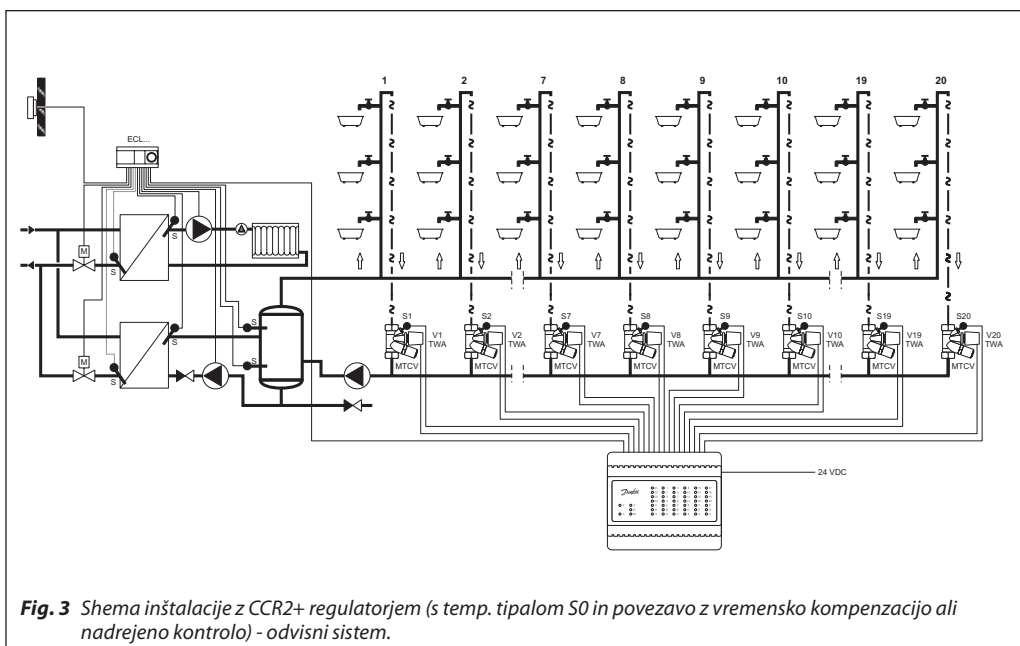 1 2 7 8 9 10 19 20
ECL...
S
M
S
S
S
M
S
S
S1 S2 S7 S8 S9 S10 S19 S20
V1 V2 V7 V8 V9 V10 V19 V20
TWA TWA TWA TWA TWA TWA TWA TWA
MTCV MTCV MTCV MTCV MTCV MTCV MTCV MTCV
24 VDC
Danfoss
Fig. 3 Shema inštalacije z CCR2+ regulatorjem (s temp. tipalom S0 in povezavo z vremensko kompenzacijo ali
nadrejeno kontrolo) - odvisni sistem.